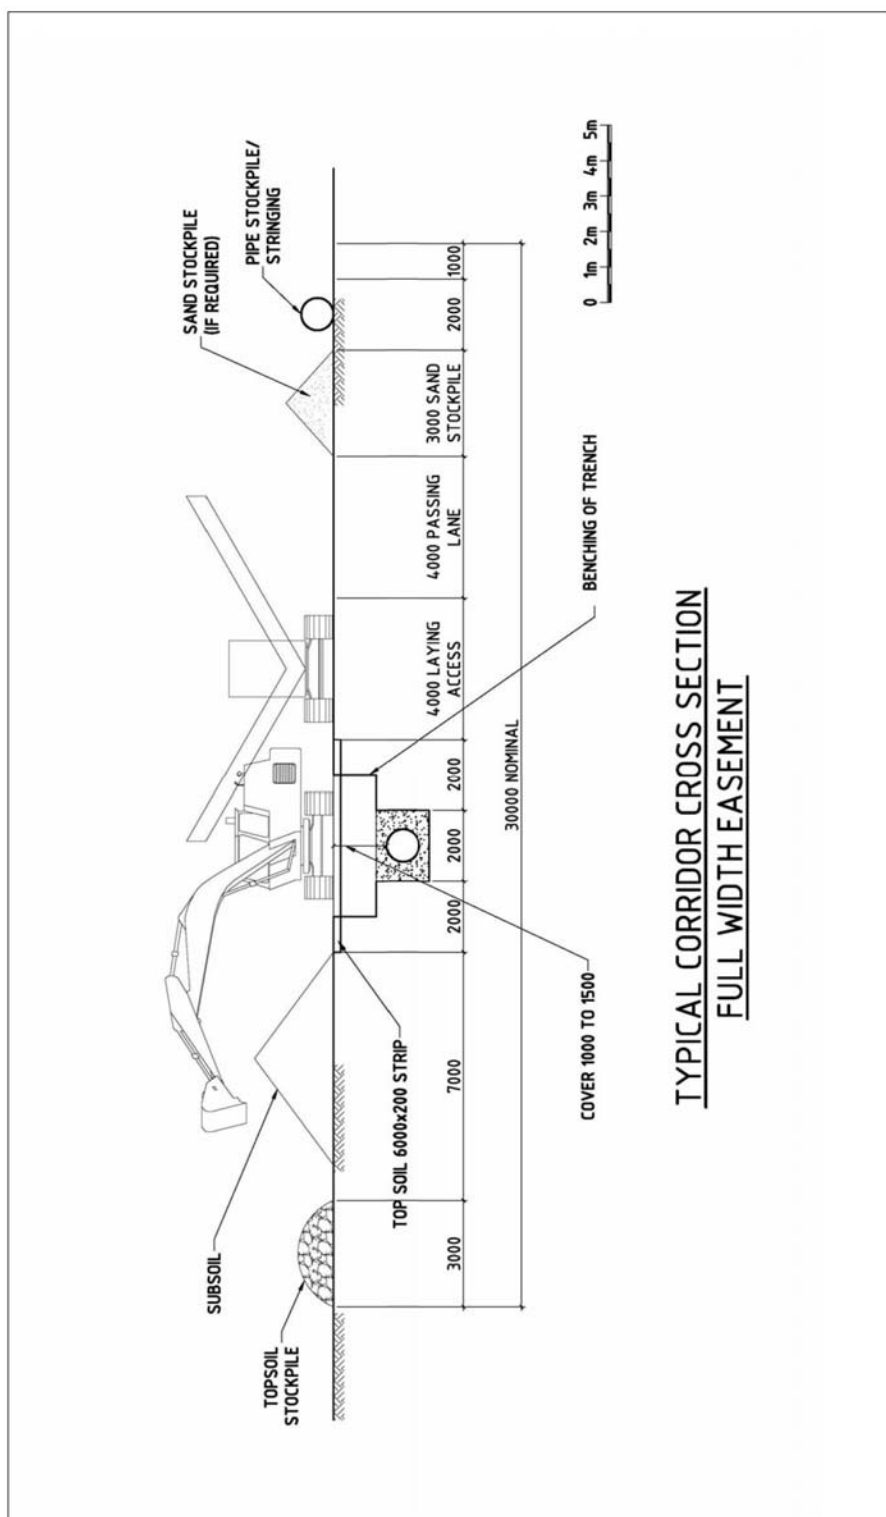 TOPSOIL
STOCKPILE
SUBSOIL
SAND STOCKPILE
(IF REQUIRED)
PIPE STOCKPILE/
STRINGING
TOP SOIL 6000x200 STRIP
3000
7000
2000
2000
2000
4000 LAYING
ACCESS
4000 PASSING
LANE
3000 SAND
STOCKPILE
2000
1000
30000 NOMINAL
COVER 1000 TO 1500
BENCHING OF TRENCH
0 1m 2m 3m 4m 5m
TYPICAL CORRIDOR CROSS SECTION
FULL WIDTH EASEMENT